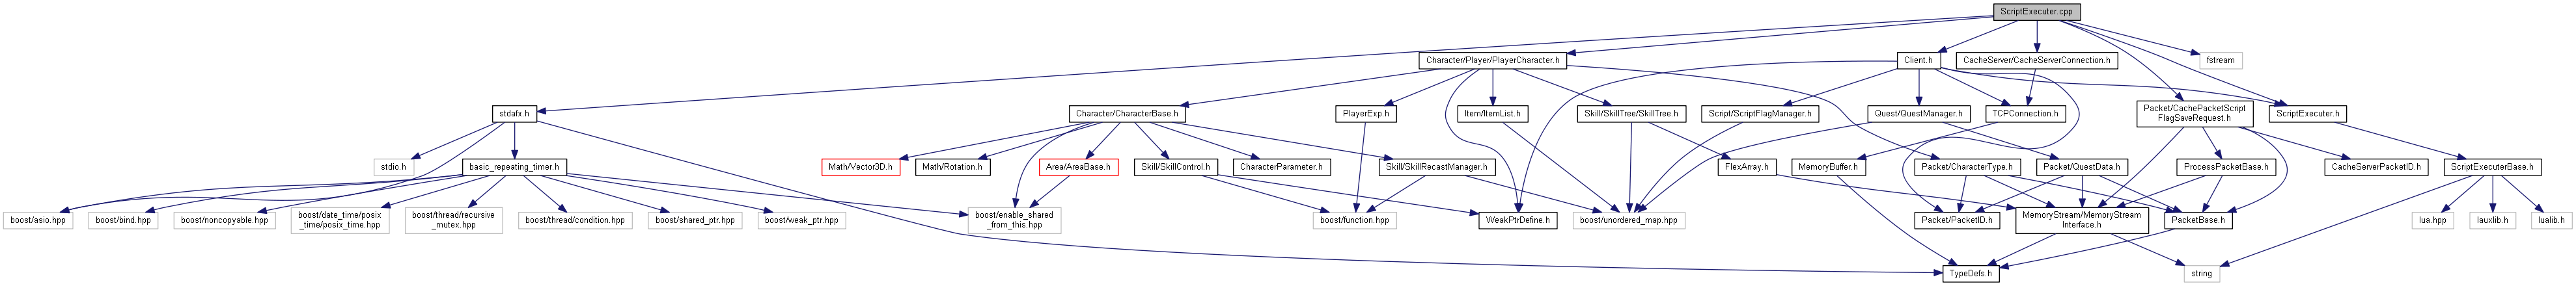 ScriptExecuter.cpp
Character/Player/PlayerCharacter.h
Client.h
CacheServer/CacheServerConnection.h
fstream
stdafx.h
Character/CharacterBase.h
PlayerExp.h
Item/ItemList.h
Skill/SkillTree/SkillTree.h
Script/ScriptFlagManager.h
Quest/QuestManager.h
TCPConnection.h
Packet/CachePacketScript
FlagSaveRequest.h
ScriptExecuter.h
stdio.h
basic_repeating_timer.h
Math/Vector3D.h
Math/Rotation.h
Area/AreaBase.h
Skill/SkillControl.h
CharacterParameter.h
Skill/SkillRecastManager.h
FlexArray.h
MemoryBuffer.h
Packet/CharacterType.h
Packet/QuestData.h
ProcessPacketBase.h
CacheServerPacketID.h
ScriptExecuterBase.h
boost/asio.hpp
boost/bind.hpp
boost/noncopyable.hpp
boost/date_time/posix
_time/posix_time.hpp
boost/thread/recursive
_mutex.hpp
boost/thread/condition.hpp
boost/shared_ptr.hpp
boost/weak_ptr.hpp
boost/enable_shared
_from_this.hpp
boost/function.hpp
WeakPtrDefine.h
boost/unordered_map.hpp
Packet/PacketID.h
MemoryStream/MemoryStream
Interface.h
PacketBase.h
lua.hpp
lauxlib.h
lualib.h
TypeDefs.h
string